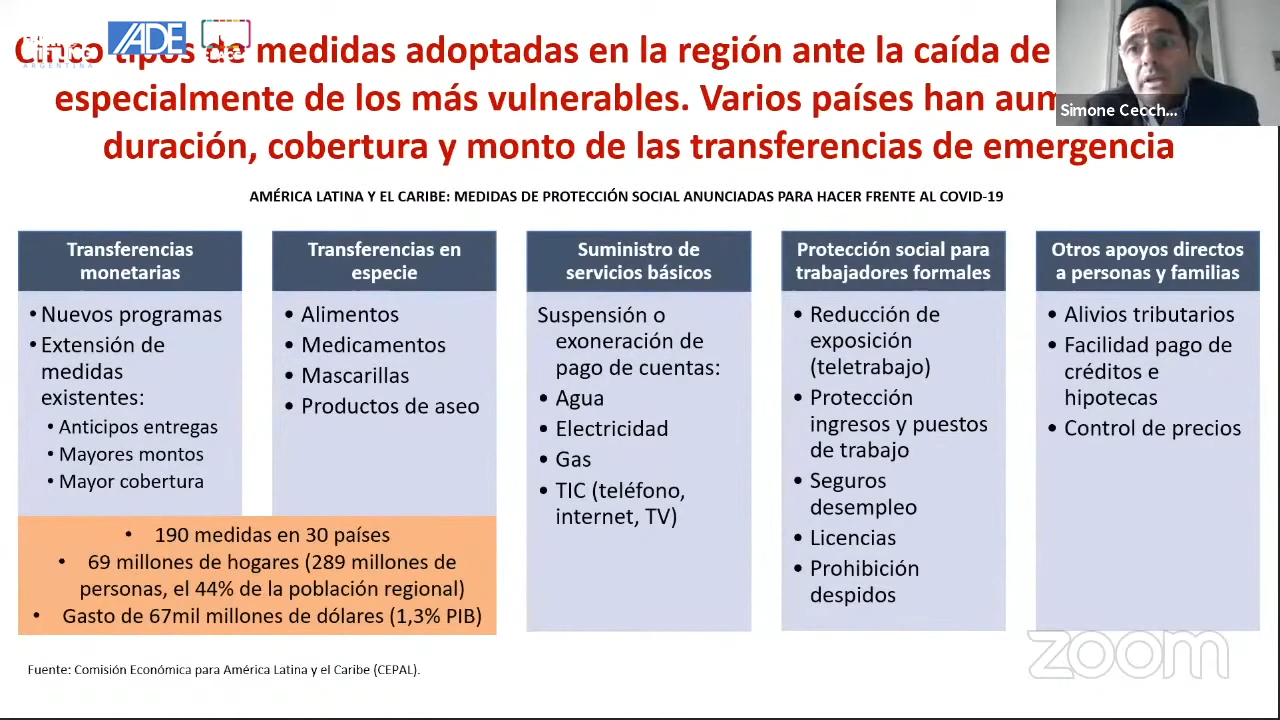 Cinco tipos de medidas adoptadas en la región ante la caída de
especialmente de los más vulnerables. Varios países han aum
duración, cobertura y monto de las transferencias de emergencia
IADE
ARGENTINA
Simone Cecch...
AMÉRICA LATINA Y EL CARIBE: MEDIDAS DE PROTECCIÓN SOCIAL ANUNCIADAS PARA HACER FRENTE AL COVID-19
Transferencias
monetarias
• Nuevos programas
• Extensión de
medidas
existentes:
• Anticipos entregas
• Mayores montos
• Mayor cobertura
Transferencias en
especie
• Alimentos
• Medicamentos
• Mascarillas
• Productos de aseo
• 190 medidas en 30 países
• 69 millones de hogares (289 millones de
personas, el 44% de la población regional)
• Gasto de 67mil millones de dólares (1,3% PIB)
Suministro de
servicios básicos
Suspensión o
exoneración de
pago de cuentas:
• Agua
• Electricidad
• Gas
• TIC (teléfono,
internet, TV)
Protección social para
trabajadores formales
• Reducción de
exposición
(teletrabajo)
• Protección
ingresos y puestos
de trabajo
• Seguros
desempleo
• Licencias
• Prohibición
despidos
Otros apoyos directos
a personas y familias
• Alivios tributarios
• Facilidad pago de
créditos e
hipotecas
• Control de precios
Fuente: Comisión Económica para América Latina y el Caribe (CEPAL).
zoom